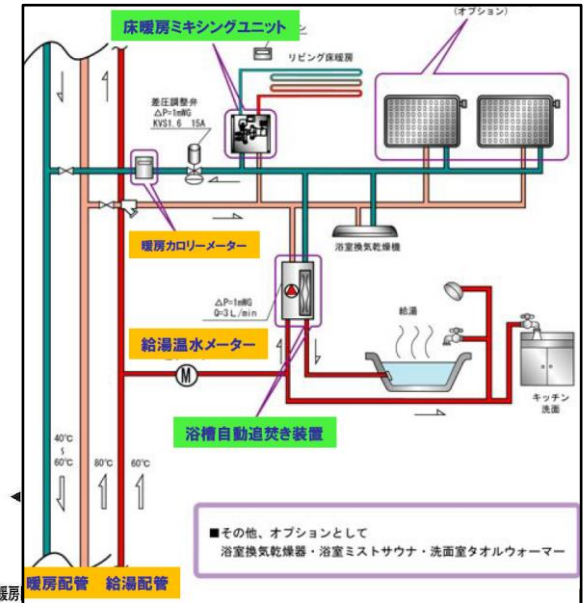 床暖房ミキシングユニット
(オプション)
リビング床暖房
差圧調整弁
△P=1mWG
KVS1.6 15A
暖房カロリーメーター
浴室換気乾燥機
△P=1mWG
Q=3L/min
給湯
給湯温水メーター
M
キッチン
洗面
浴槽自動追焚き装置
40℃
〜
60℃
80℃
60℃
■その他、オプションとして
浴室換気乾燥器・浴室ミストサウナ・洗面室タオルウォーマー
暖房配管 給湯配管
暖房